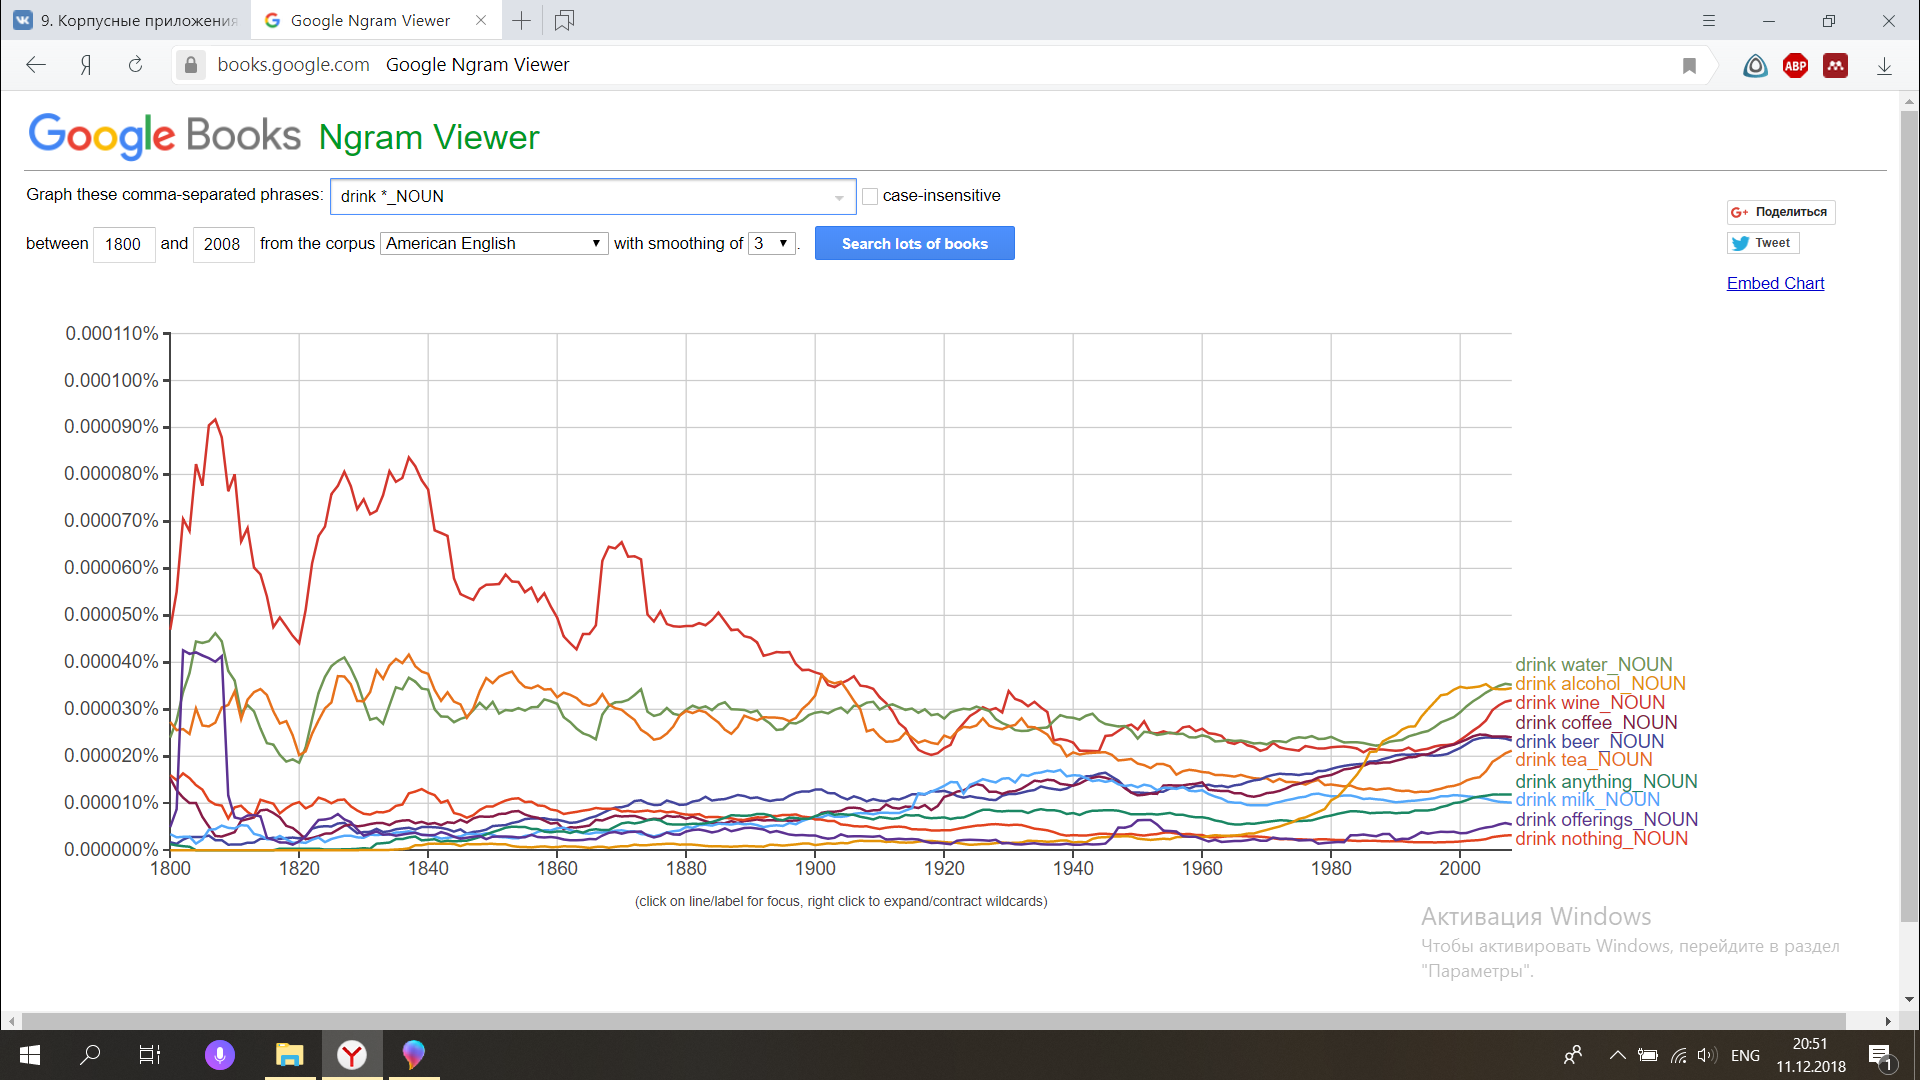 9. Корпусные приложения
Google Ngram Viewer
Я
books.google.com Google Ngram Viewer
ABP
Google Books Ngram Viewer
Graph these comma-separated phrases: drink *_NOUN case-insensitive
between 1800 and 2008 from the corpus American English with smoothing of 3 . Search lots of books
G+ Поделиться
Tweet
Embed Chart
0.000110%
0.000100%
0.000090%
0.000080%
0.000070%
0.000060%
0.000050%
0.000040%
0.000030%
0.000020%
0.000010%
0.000000%
drink water_NOUN
drink alcohol_NOUN
drink wine_NOUN
drink coffee_NOUN
drink beer_NOUN
drink tea_NOUN
drink anything_NOUN
drink milk_NOUN
drink offerings_NOUN
drink nothing_NOUN
1800 1820 1840 1860 1880 1900 1920 1940 1960 1980 2000
(click on line/label for focus, right click to expand/contract wildcards)
Активация Windows
Чтобы активировать Windows, перейдите в раздел
"Параметры".
ENG
20:51
11.12.2018
1